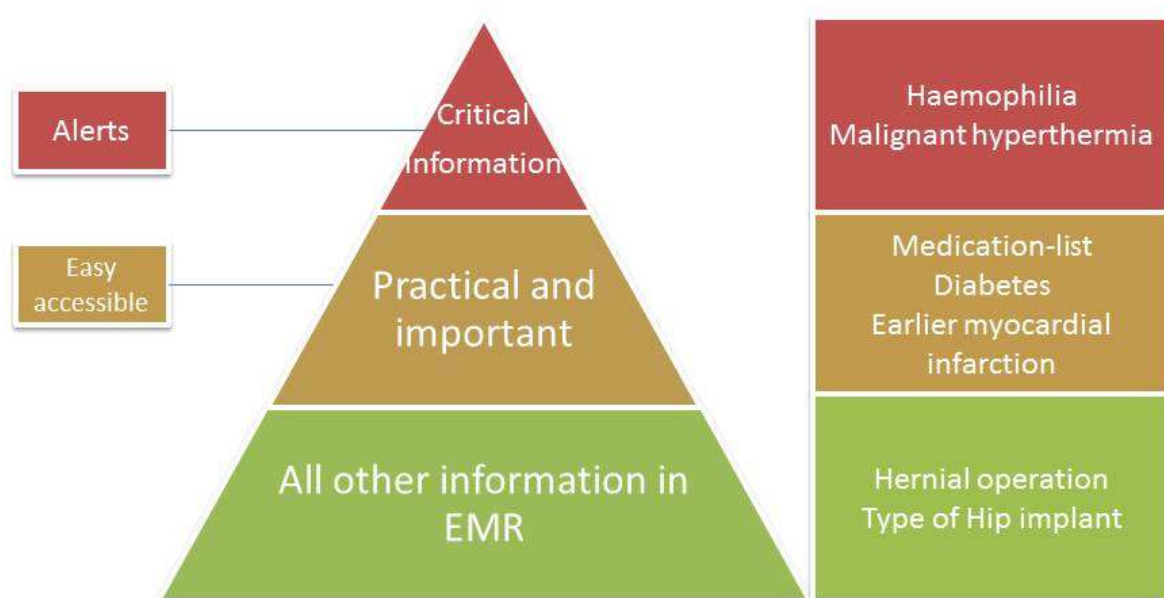 Alerts
Critical
Information
Haemophilia
Malignant hyperthermia
Easy
accessible
Practical and
important
Medication-list
Diabetes
Earlier myocardial
infarction
All other information in
EMR
Hernial operation
Type of Hip implant